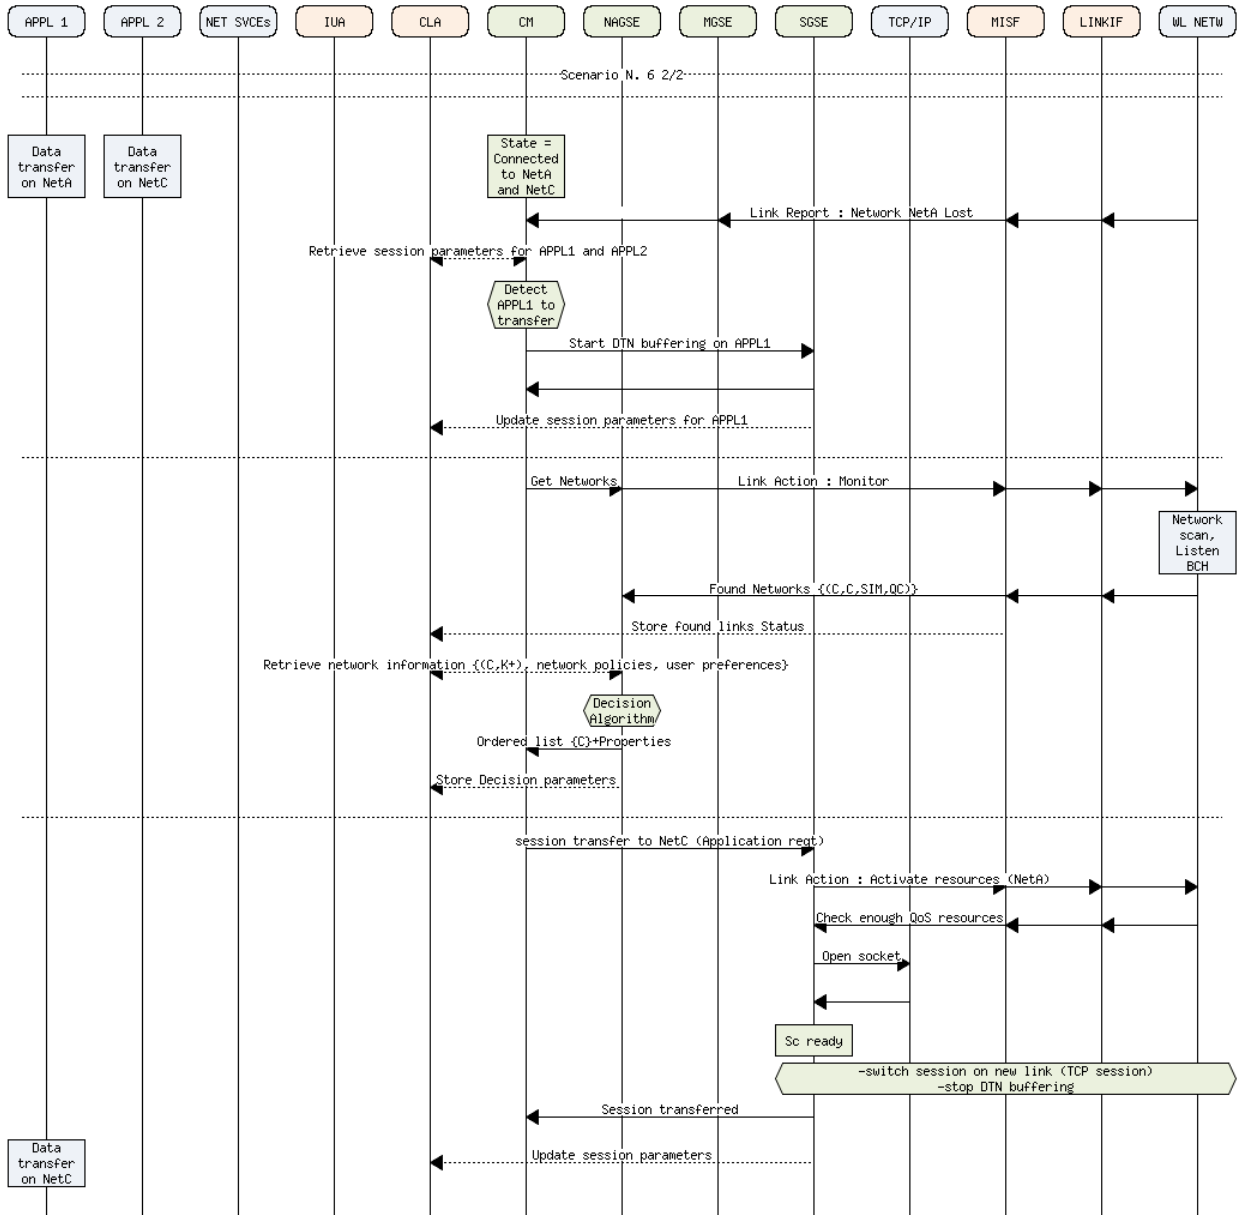 APPL 1
APPL 2
NET SVCEs
IUA
CLA
CM
NAGSE
MGSE
SGSE
TCP/IP
MISF
LINKIF
WL NETW
Scenario N. 6 2/2
Data
transfer
on NetA
Data
transfer
on NetC
State =
Connected
to NetA
and NetC
Link Report : Network NetA Lost
Retrieve session parameters for APPL1 and APPL2
Detect
APPL1 to
transfer
Start DTN buffering on APPL1
Update session parameters for APPL1
Get Networks
Link Action : Monitor
Network
scan,
Listen
BCH
Found Networks {(C,C,SIM,QC)}
Store found links Status
Retrieve network information {(C,K+), network policies, user preferences}
Decision
Algorithm
Ordered list {C}+Properties
Store Decision parameters
session transfer to NetC (Application reqt)
Link Action : Activate resources (NetA)
Check enough QoS resources
Open socket
Sc ready
-switch session on new link (TCP session)
-stop DTN buffering
Session transferred
Data
transfer
on NetC
Update session parameters